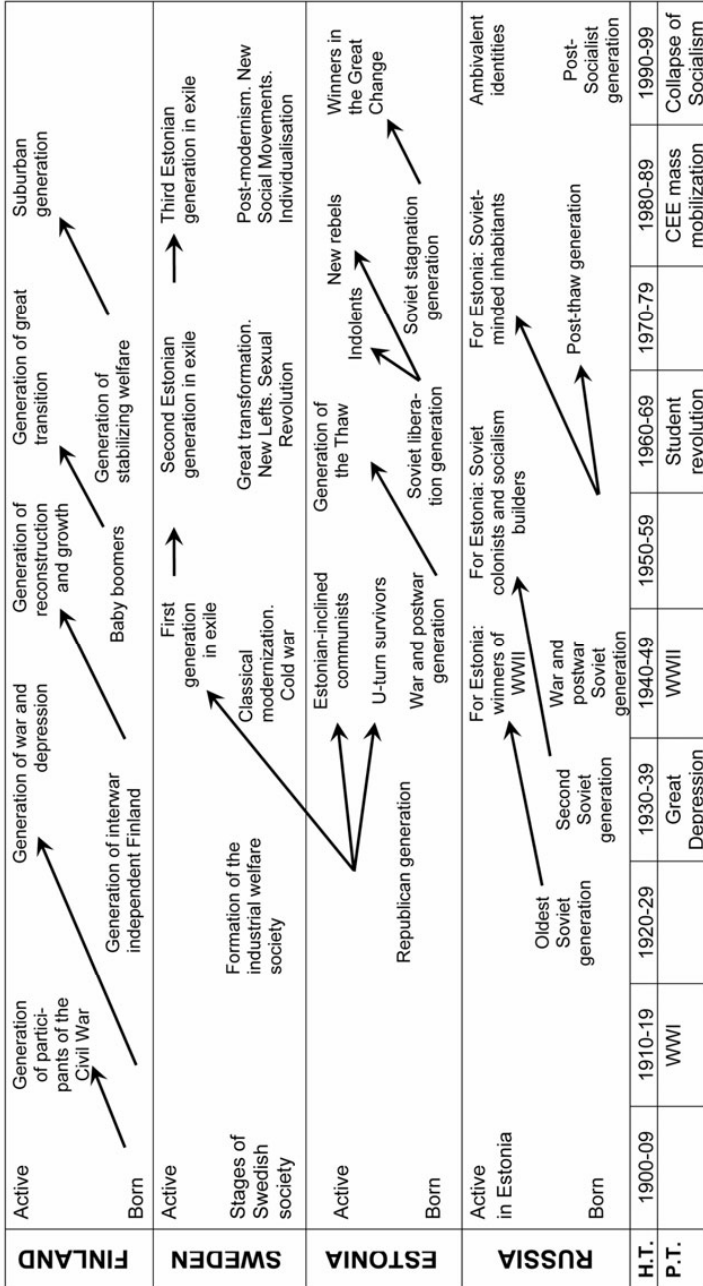 FINLAND
Active
Born
Generation
of partici-
pants of the
Civil War
Generation of war and
depression
Generation of interwar
independent Finland
Generation of
reconstruction
and growth
Baby boomers
Generation of great
transition
Generation of
stabilizing welfare
Suburban
generation
SWEDEN
Active
Stages of
Swedish
society
Formation of the
industrial welfare
society
First
generation
in exile
Classical
modernization.
Cold war
Second Estonian
generation in exile
Great transformation.
New Lefts. Sexual
Revolution
Third Estonian
generation in exile
Post-modernism. New
Social Movements.
Individualisation
ESTONIA
Active
Born
Republican generation
Estonian-inclined
communists
U-turn survivors
War and postwar
generation
Generation of
the Thaw
Soviet libera-
tion generation
Indolents
New rebels
Soviet stagnation
generation
Winners in
the Great
Change
RUSSIA
Active
in Estonia
Born
Oldest
Soviet
generation
Second
Soviet
generation
For Estonia:
winners of
WWII
War and
postwar
Soviet
generation
For Estonia: Soviet
colonists and socialism
builders
For Estonia: Soviet-
minded inhabitants
Post-thaw generation
Ambivalent
identities
Post-
Socialist
generation
H.T.
1900-09
1910-19
1920-29
1930-39
1940-49
1950-59
1960-69
1970-79
1980-89
1990-99
P.T.
WWI
Great
Depression
WWII
Student
revolution
CEE mass
mobilization
Collapse of
Socialism